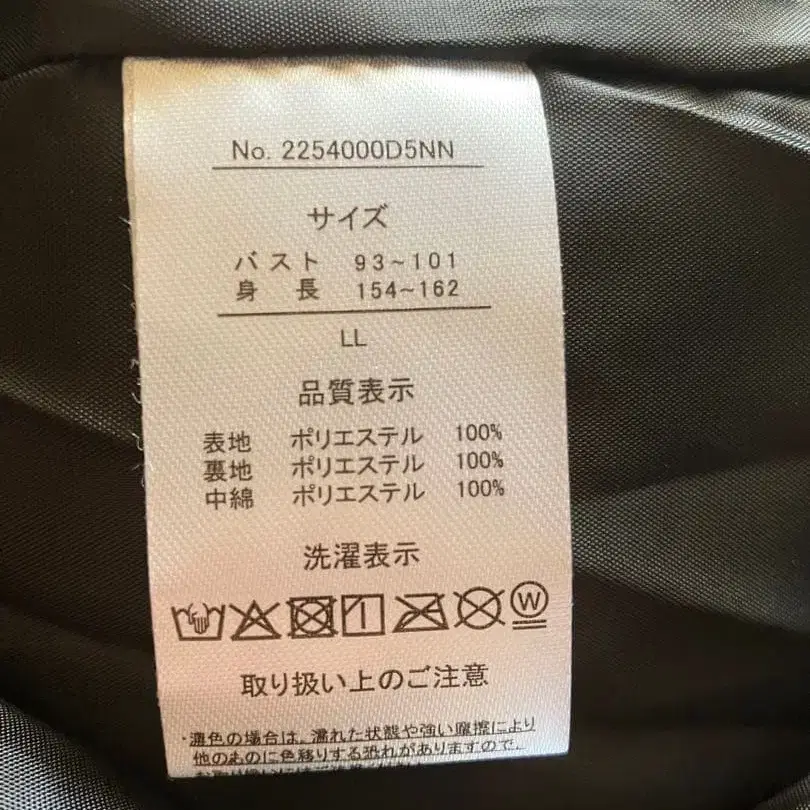 No. 2254000D5NN
サイズ
バスト 93~101
身 長 154~162
LL
品質表示
表地 ポリエステル 100%
裏地 ポリエステル 100%
中綿 ポリエステル 100%
洗濯表示
W
取り扱い上のご注意
・濃色の場合は、濡れた状態や強い摩擦により
他のものに色移りする恐れがありますので、